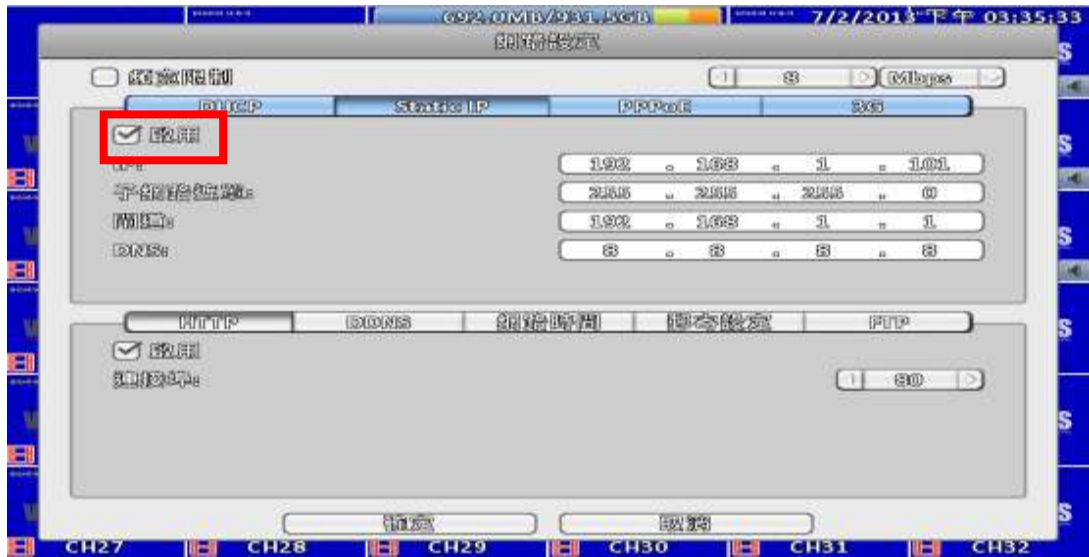 692.0MB/931.5GB
7/2/2013 下午 03:35:33
網路設定
頻寬限制 8 Mbps
DHCP Static IP PPPoE 3G
啟用
IP: 192 . 168 . 1 . 101
子網路遮罩: 255 . 255 . 255 . 0
閘道: 192 . 168 . 1 . 1
DNS: 8 . 8 . 8 . 8
HTTP DDNS 網路時間 FTP
啟用
連接埠: 80
確定 取消
CH27 CH28 CH29 CH30 CH31 CH32